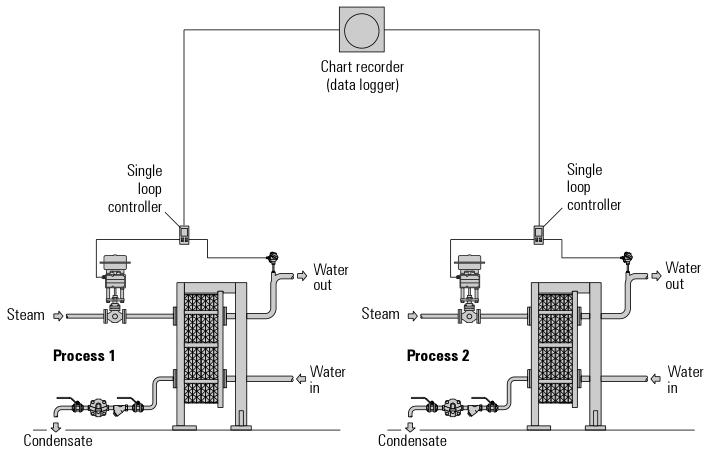 Chart recorder
(data logger)
Single
loop
controller
Single
loop
controller
Water
out
Steam
Process 1
Water
in
Condensate
Water
out
Steam
Process 2
Water
in
Condensate